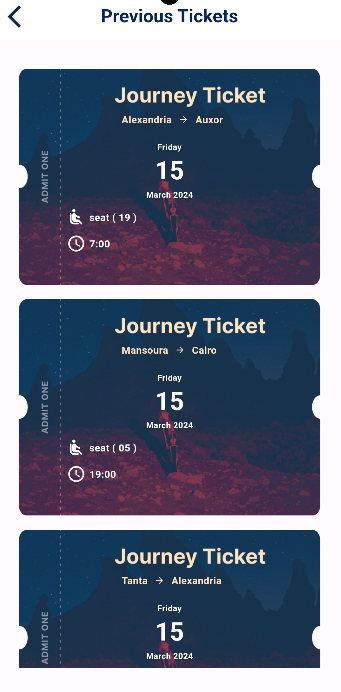 Previous Tickets
Journey Ticket
Alexandria → Auxor
Friday
15
March 2024
ADMIT ONE
seat ( 19 )
7:00
Journey Ticket
Mansoura → Cairo
Friday
15
March 2024
ADMIT ONE
seat ( 05 )
19:00
Journey Ticket
Tanta → Alexandria
Friday
15
March 2024
ADMIT ONE